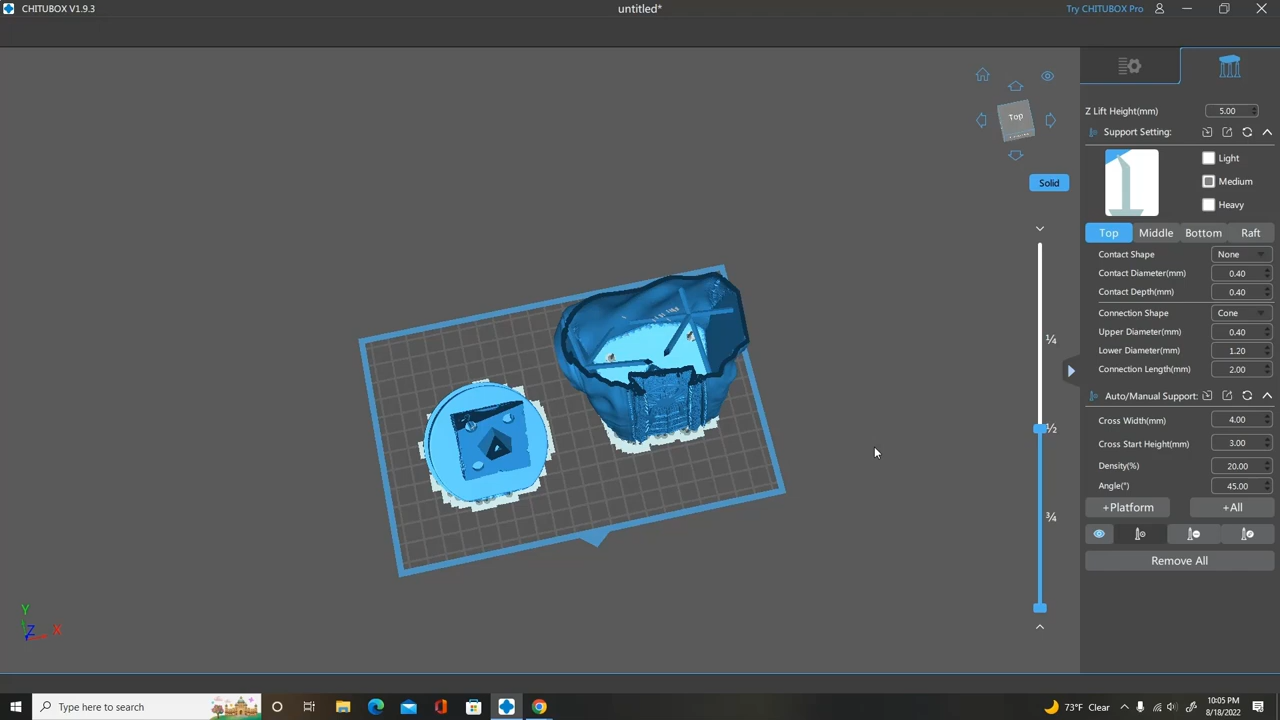 CHITUBOX V1.9.3
untitled*
Try CHITUBOX Pro
Z Lift Height(mm) 5.00
Support Setting:
Light
Medium
Heavy
Top Middle Bottom Raft
Contact Shape None
Contact Diameter(mm) 0.40
Contact Depth(mm) 0.40
Connection Shape Cone
Upper Diameter(mm) 0.40
Lower Diameter(mm) 1.20
Connection Length(mm) 2.00
Auto/Manual Support:
Cross Width(mm) 4.00
Cross Start Height(mm) 3.00
Density(%) 20.00
Angle(°) 45.00
+Platform +All
Remove All
Top
Solid
¼
½
¾
Y
Z X
Type here to search
73°F Clear
10:05 PM
8/18/2022